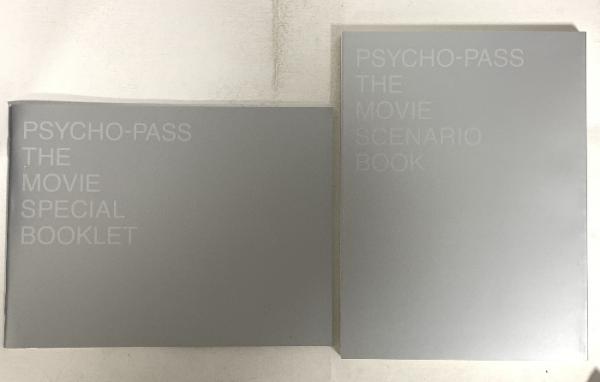 PSYCHO-PASS
THE
MOVIE
SPECIAL
BOOKLET
PSYCHO-PASS
THE
MOVIE
SCENARIO
BOOK